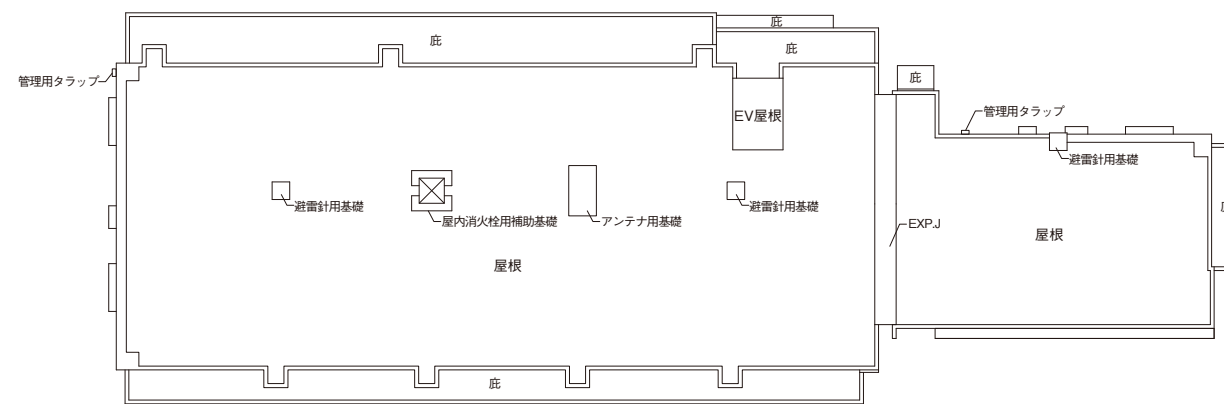 庇
庇
庇
庇
管理用タラップ
EV屋根
管理用タラップ
避雷針用基礎
避雷針用基礎
屋内消火栓用補助基礎
アンテナ用基礎
避雷針用基礎
EXP.J
屋根
屋根
庇